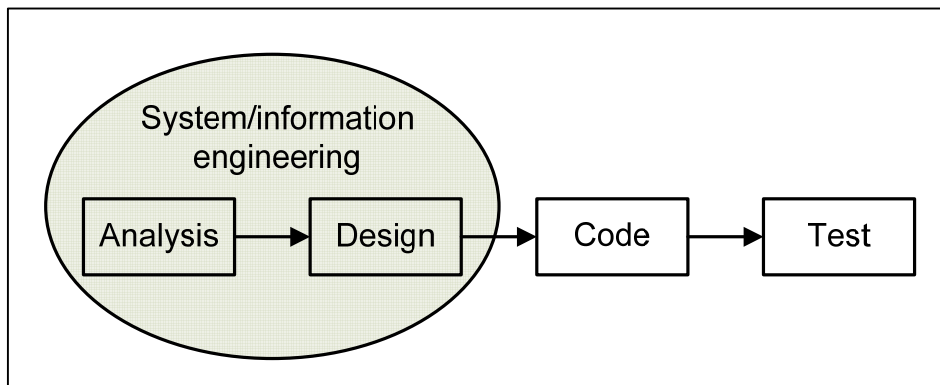 System/information
engineering
Analysis
Design
Code
Test